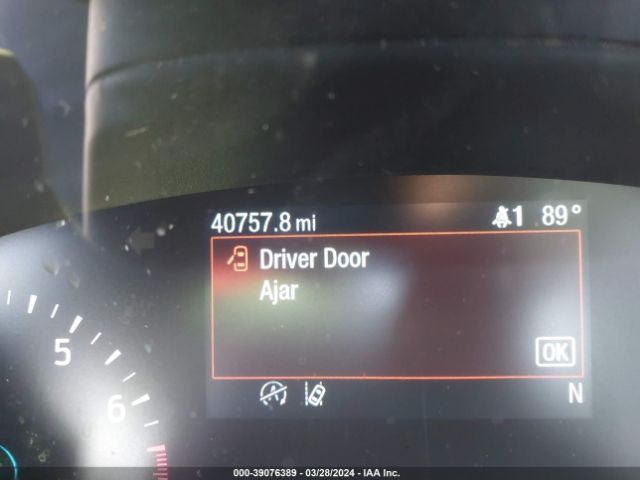 40757.8 mi
1 89°
Driver Door
Ajar
OK
N
5
6
000-39076389 - 03/28/2024 - IAA Inc.